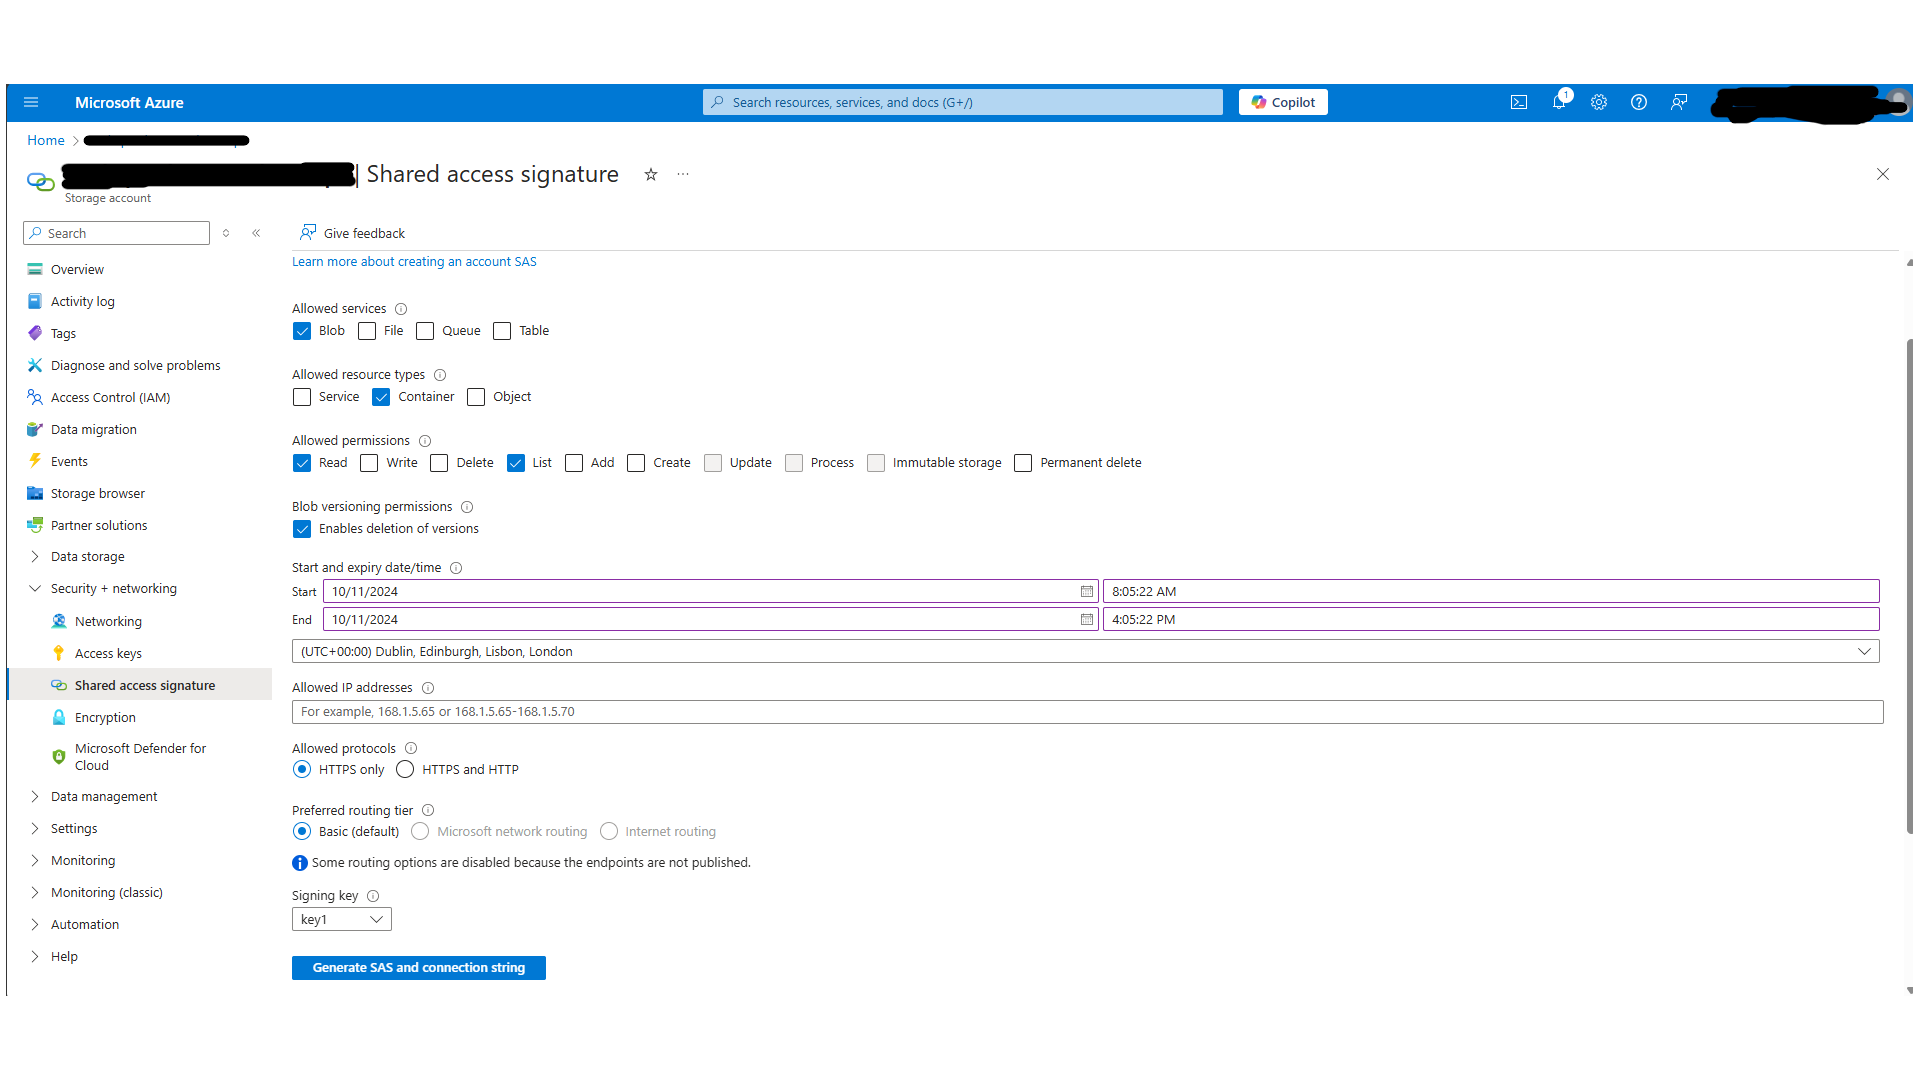 Microsoft Azure
Search resources, services, and docs (G+/)
Copilot
1
Home
| Shared access signature
Storage account
Search
Give feedback
Overview
Activity log
Tags
Diagnose and solve problems
Access Control (IAM)
Data migration
Events
Storage browser
Partner solutions
Data storage
Security + networking
Networking
Access keys
Shared access signature
Encryption
Microsoft Defender for
Cloud
Data management
Settings
Monitoring
Monitoring (classic)
Automation
Help
Learn more about creating an account SAS
Allowed services
Blob File Queue Table
Allowed resource types
Service Container Object
Allowed permissions
Read Write Delete List Add Create Update Process Immutable storage Permanent delete
Blob versioning permissions
Enables deletion of versions
Start and expiry date/time
Start 10/11/2024 8:05:22 AM
End 10/11/2024 4:05:22 PM
(UTC+00:00) Dublin, Edinburgh, Lisbon, London
Allowed IP addresses
For example, 168.1.5.65 or 168.1.5.65-168.1.5.70
Allowed protocols
HTTPS only HTTPS and HTTP
Preferred routing tier
Basic (default) Microsoft network routing Internet routing
Some routing options are disabled because the endpoints are not published.
Signing key
key1
Generate SAS and connection string